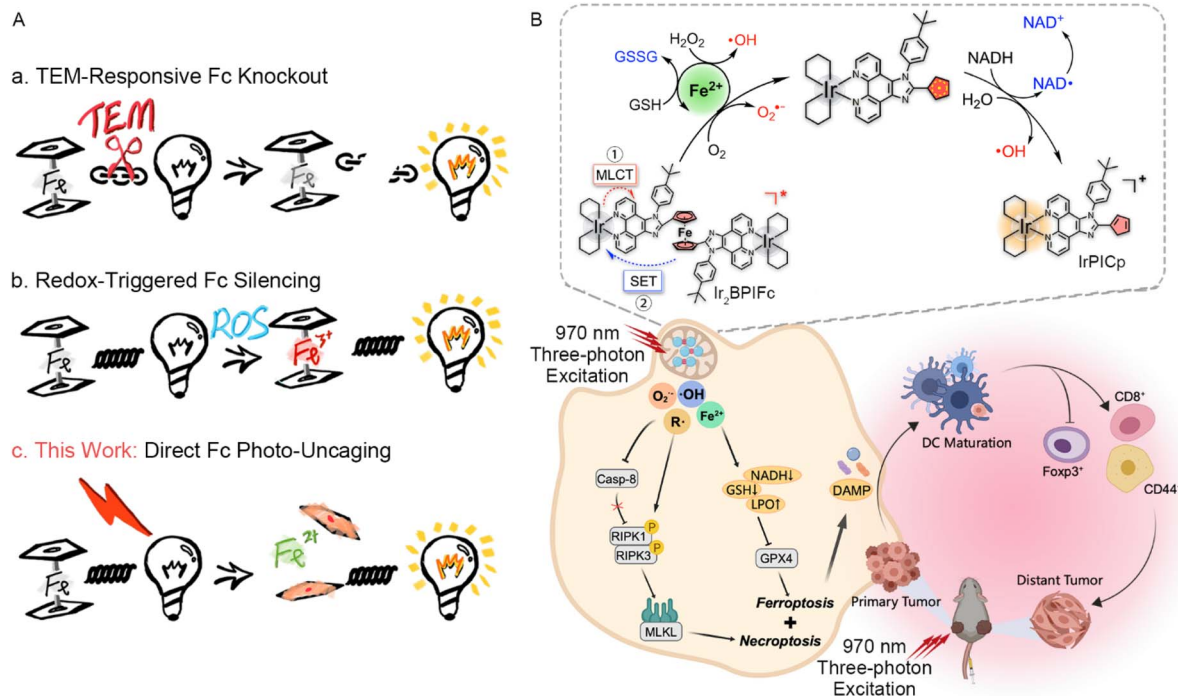 A
a. TEM-Responsive Fc Knockout
TEM
Fe
Fe
b. Redox-Triggered Fc Silencing
Fe
ROS
Fe³⁺
c. This Work: Direct Fc Photo-Uncaging
Fe
Fe²⁺
B
GSSG
H₂O₂
•OH
Fe²⁺
GSH
O₂•⁻
O₂
Ir
N
N
N
N
NADH
H₂O
NAD⁺
NAD•
•OH
①
MLCT
Ir
N
N
N
N
Fe
N
N
N
N
Ir
*
SET
②
Ir₂BPIFc
Ir
N
N
N
N
+
IrPICp
970 nm
Three-photon
Excitation
O₂•⁻
·OH
R·
Fe²⁺
Casp-8
RIPK1
P
RIPK3
P
MLKL
NADH↓
GSH↓
LPO↑
GPX4
Ferroptosis
+
Necroptosis
DAMP
DC Maturation
Foxp3⁺
CD8⁺
CD44⁺
Primary Tumor
Distant Tumor
970 nm
Three-photon
Excitation